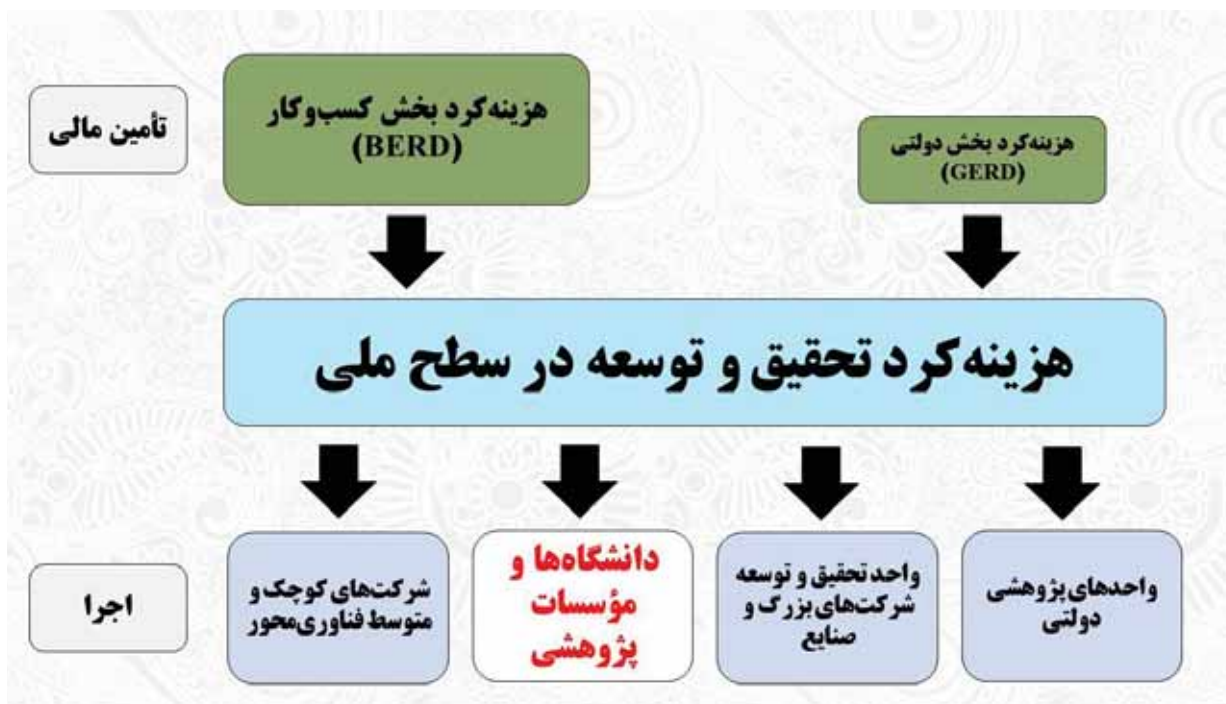 تأمین مالی
هزینه‌کرد بخش دولتی
(GERD)
هزینه‌کرد بخش کسب‌وکار
(BERD)
هزینه‌کرد تحقیق و توسعه در سطح ملی
اجرا
واحدهای پژوهشی
دولتی
واحد تحقیق و توسعه
شرکت‌های بزرگ و
صنایع
دانشگاه‌ها و
مؤسسات
پژوهشی
شرکت‌های کوچک و
متوسط فناوری‌محور